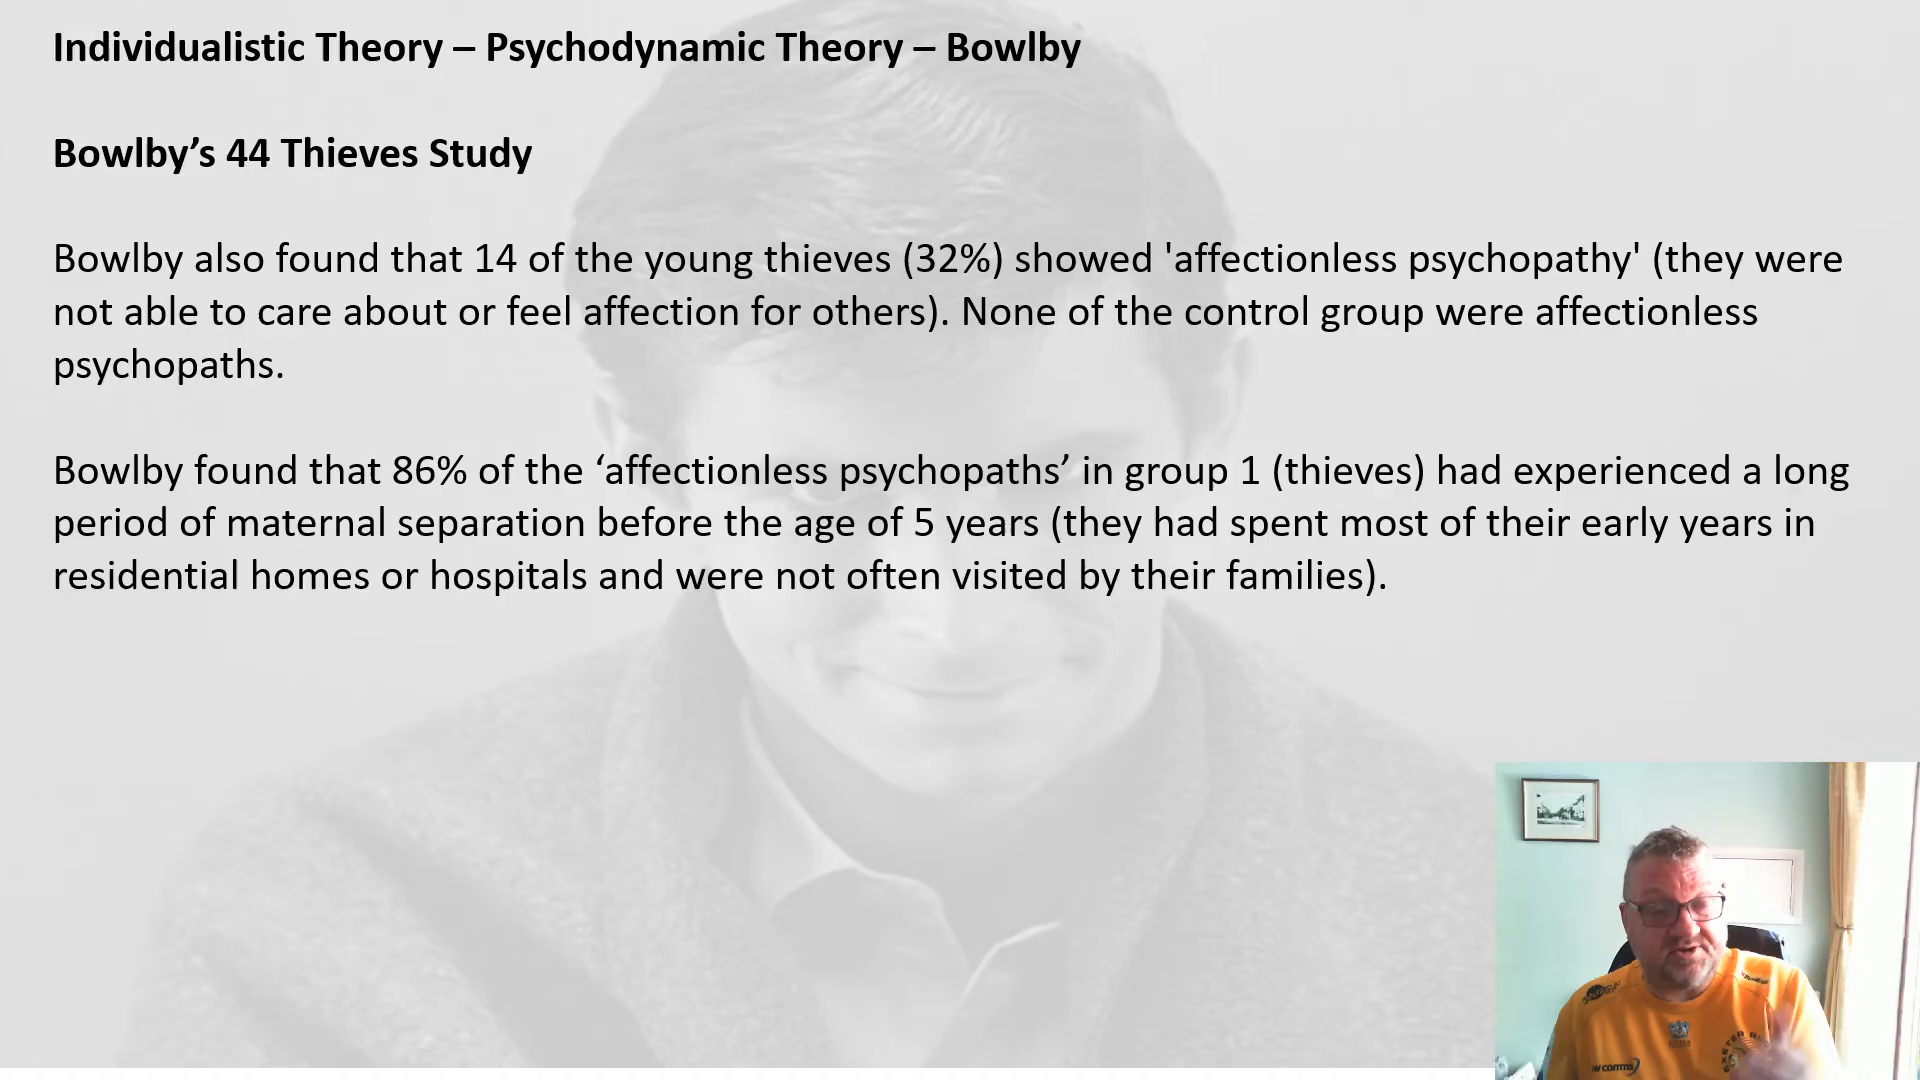 Individualistic Theory – Psychodynamic Theory – Bowlby
Bowlby’s 44 Thieves Study
Bowlby also found that 14 of the young thieves (32%) showed 'affectionless psychopathy' (they were
not able to care about or feel affection for others). None of the control group were affectionless
psychopaths.
Bowlby found that 86% of the ‘affectionless psychopaths’ in group 1 (thieves) had experienced a long
period of maternal separation before the age of 5 years (they had spent most of their early years in
residential homes or hospitals and were not often visited by their families).
comms